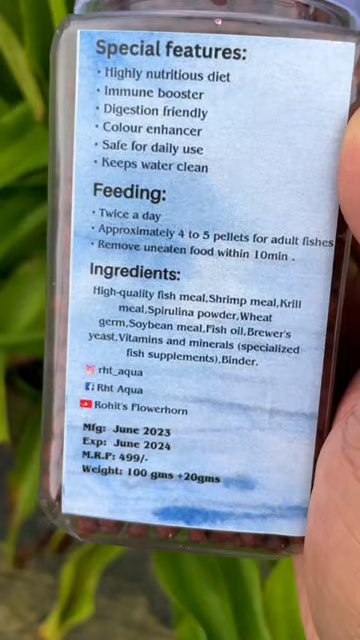 Special features:
• Highly nutritious diet
• Immune booster
• Digestion friendly
• Colour enhancer
• Safe for daily use
• Keeps water clean
Feeding:
• Twice a day
• Approximately 4 to 5 pellets for adult fishes
• Remove uneaten food within 10min .
Ingredients:
High-quality fish meal,Shrimp meal,Krill
meal,Spirulina powder,Wheat
germ,Soybean meal,Fish oil,Brewer's
yeast,Vitamins and minerals (specialized
fish supplements),Binder.
rht_aqua
Rht Aqua
Rohit's Flowerhorn
Mfg: June 2023
Exp: June 2024
M.R.P: 499/-
Weight: 100 gms +20gms